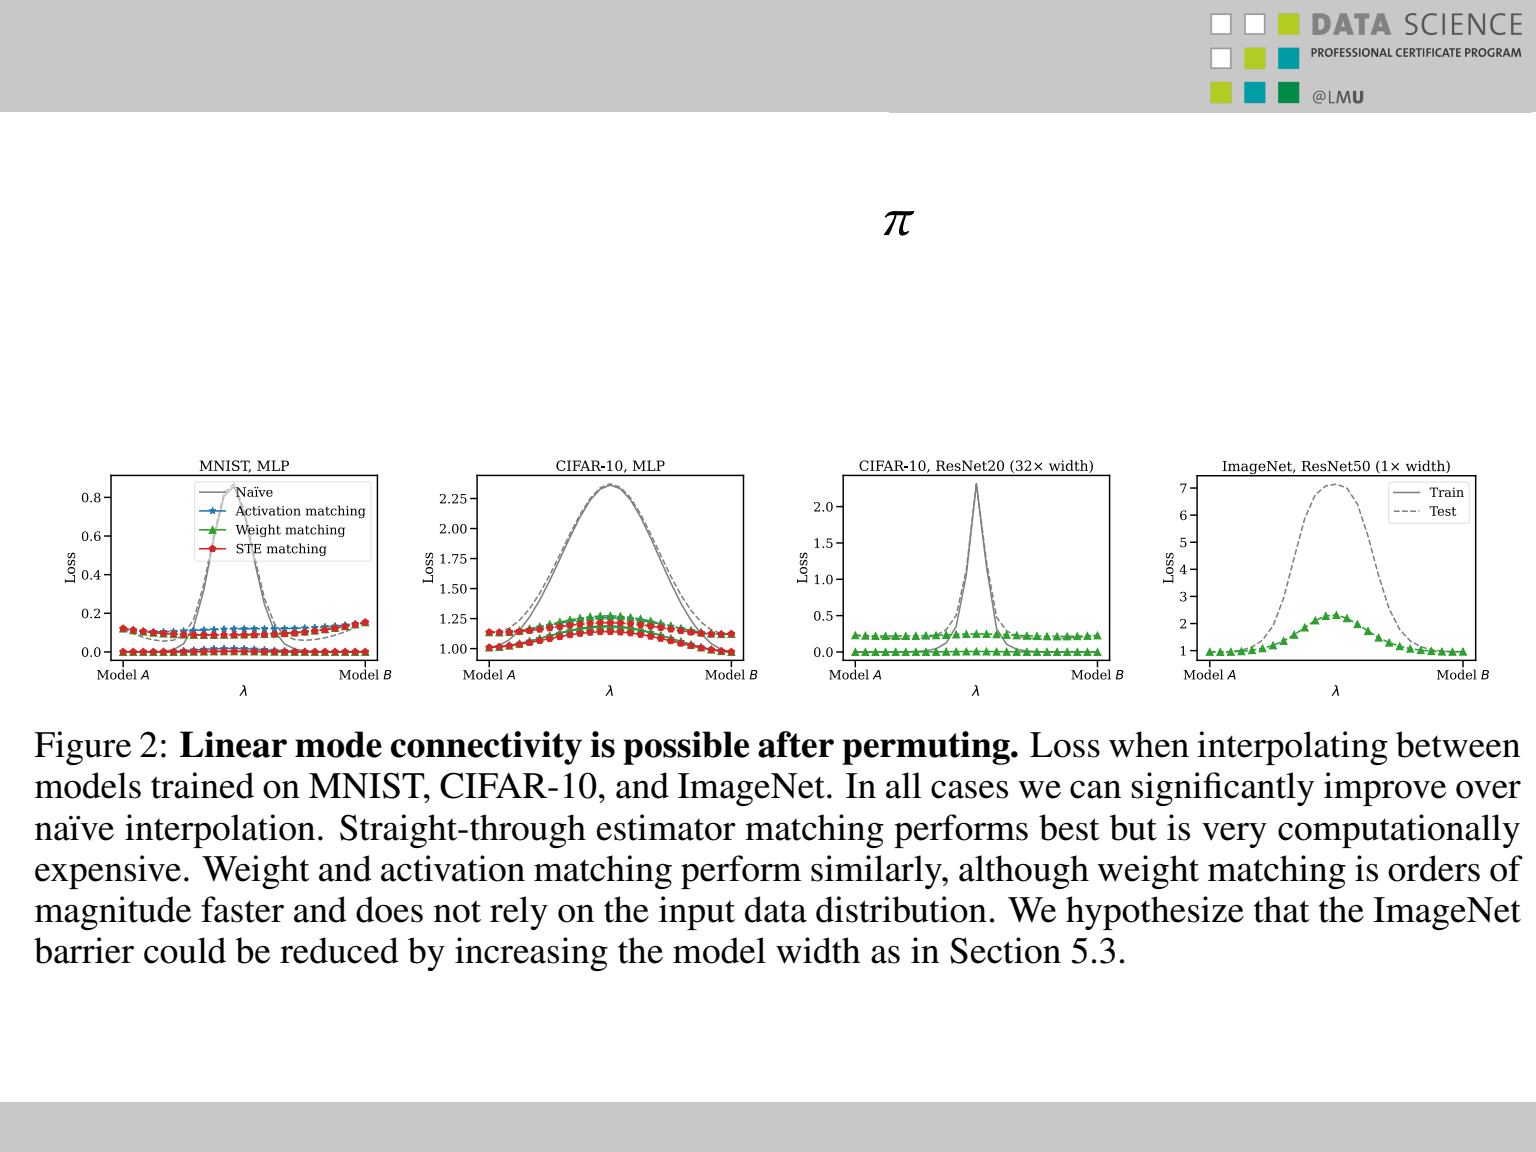 DATA SCIENCE
PROFESSIONAL CERTIFICATE PROGRAM
@LMU
π
MNIST, MLP
0.8
0.6
0.4
0.2
0.0
Loss
Naïve
Activation matching
Weight matching
STE matching
Model A
Model B
λ
CIFAR-10, MLP
2.25
2.00
1.75
1.50
1.25
1.00
Loss
Model A
Model B
λ
CIFAR-10, ResNet20 (32× width)
2.0
1.5
1.0
0.5
0.0
Loss
Model A
Model B
λ
ImageNet, ResNet50 (1× width)
7
6
5
4
3
2
1
Loss
Train
Test
Model A
Model B
λ
Figure 2: Linear mode connectivity is possible after permuting. Loss when interpolating between
models trained on MNIST, CIFAR-10, and ImageNet. In all cases we can significantly improve over
naïve interpolation. Straight-through estimator matching performs best but is very computationally
expensive. Weight and activation matching perform similarly, although weight matching is orders of
magnitude faster and does not rely on the input data distribution. We hypothesize that the ImageNet
barrier could be reduced by increasing the model width as in Section 5.3.